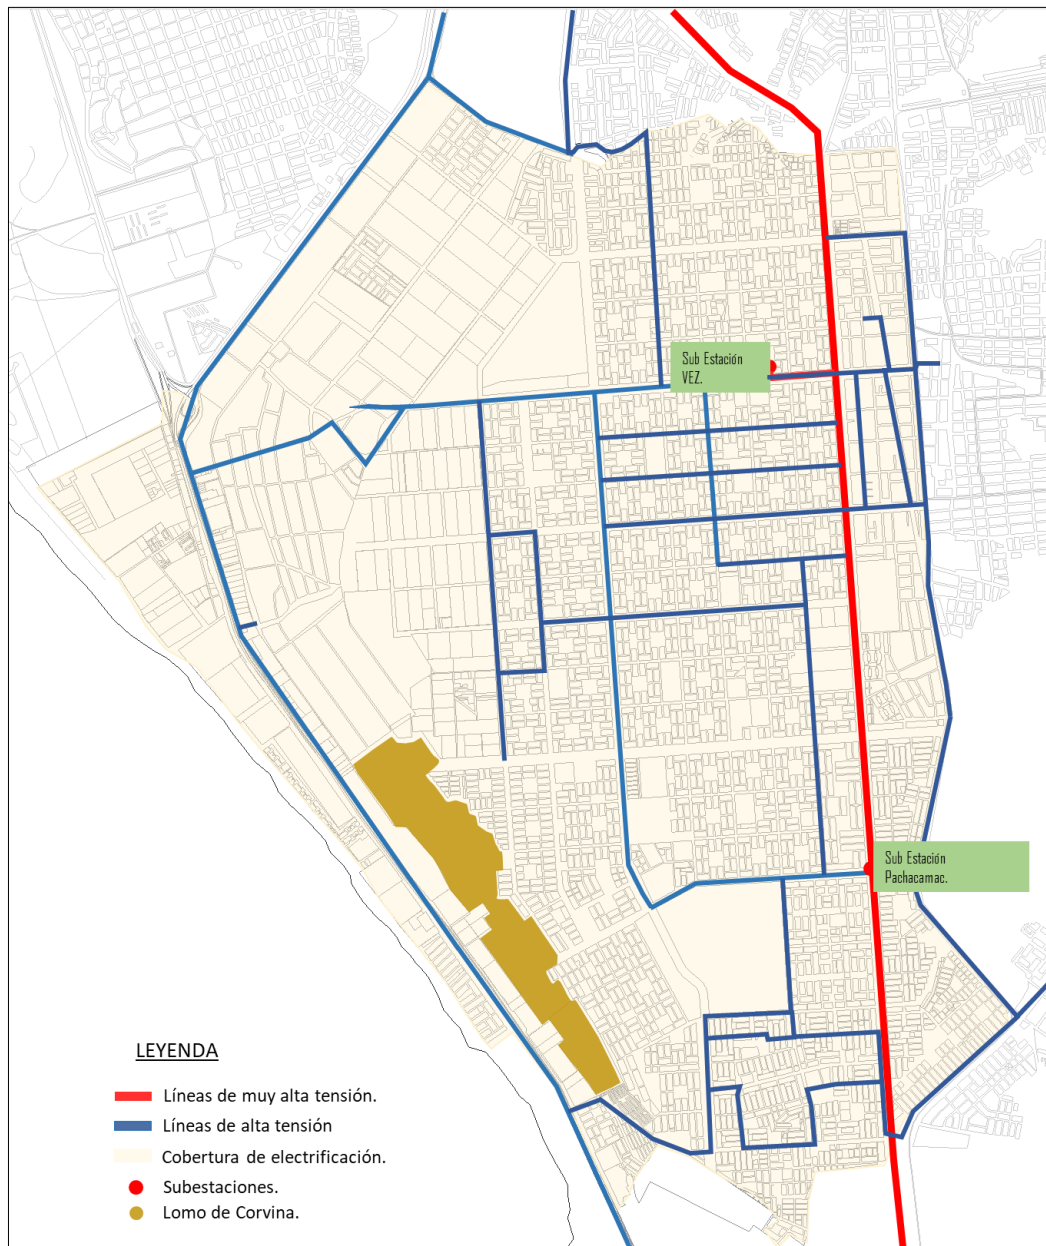 Sub Estación
VEZ.
Sub Estación
Pachacamac.
LEYENDA
Líneas de muy alta tensión.
Líneas de alta tensión
Cobertura de electrificación.
Subestaciones.
Lomo de Corvina.